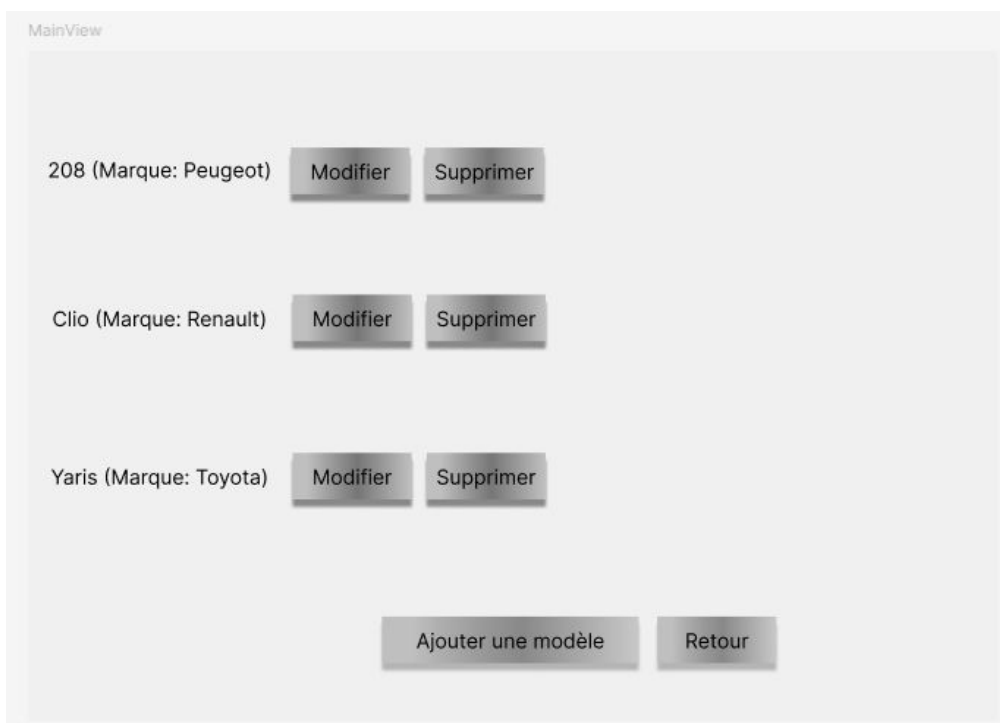 MainView
208 (Marque: Peugeot) Modifier Supprimer
Clio (Marque: Renault) Modifier Supprimer
Yaris (Marque: Toyota) Modifier Supprimer
Ajouter une modèle Retour